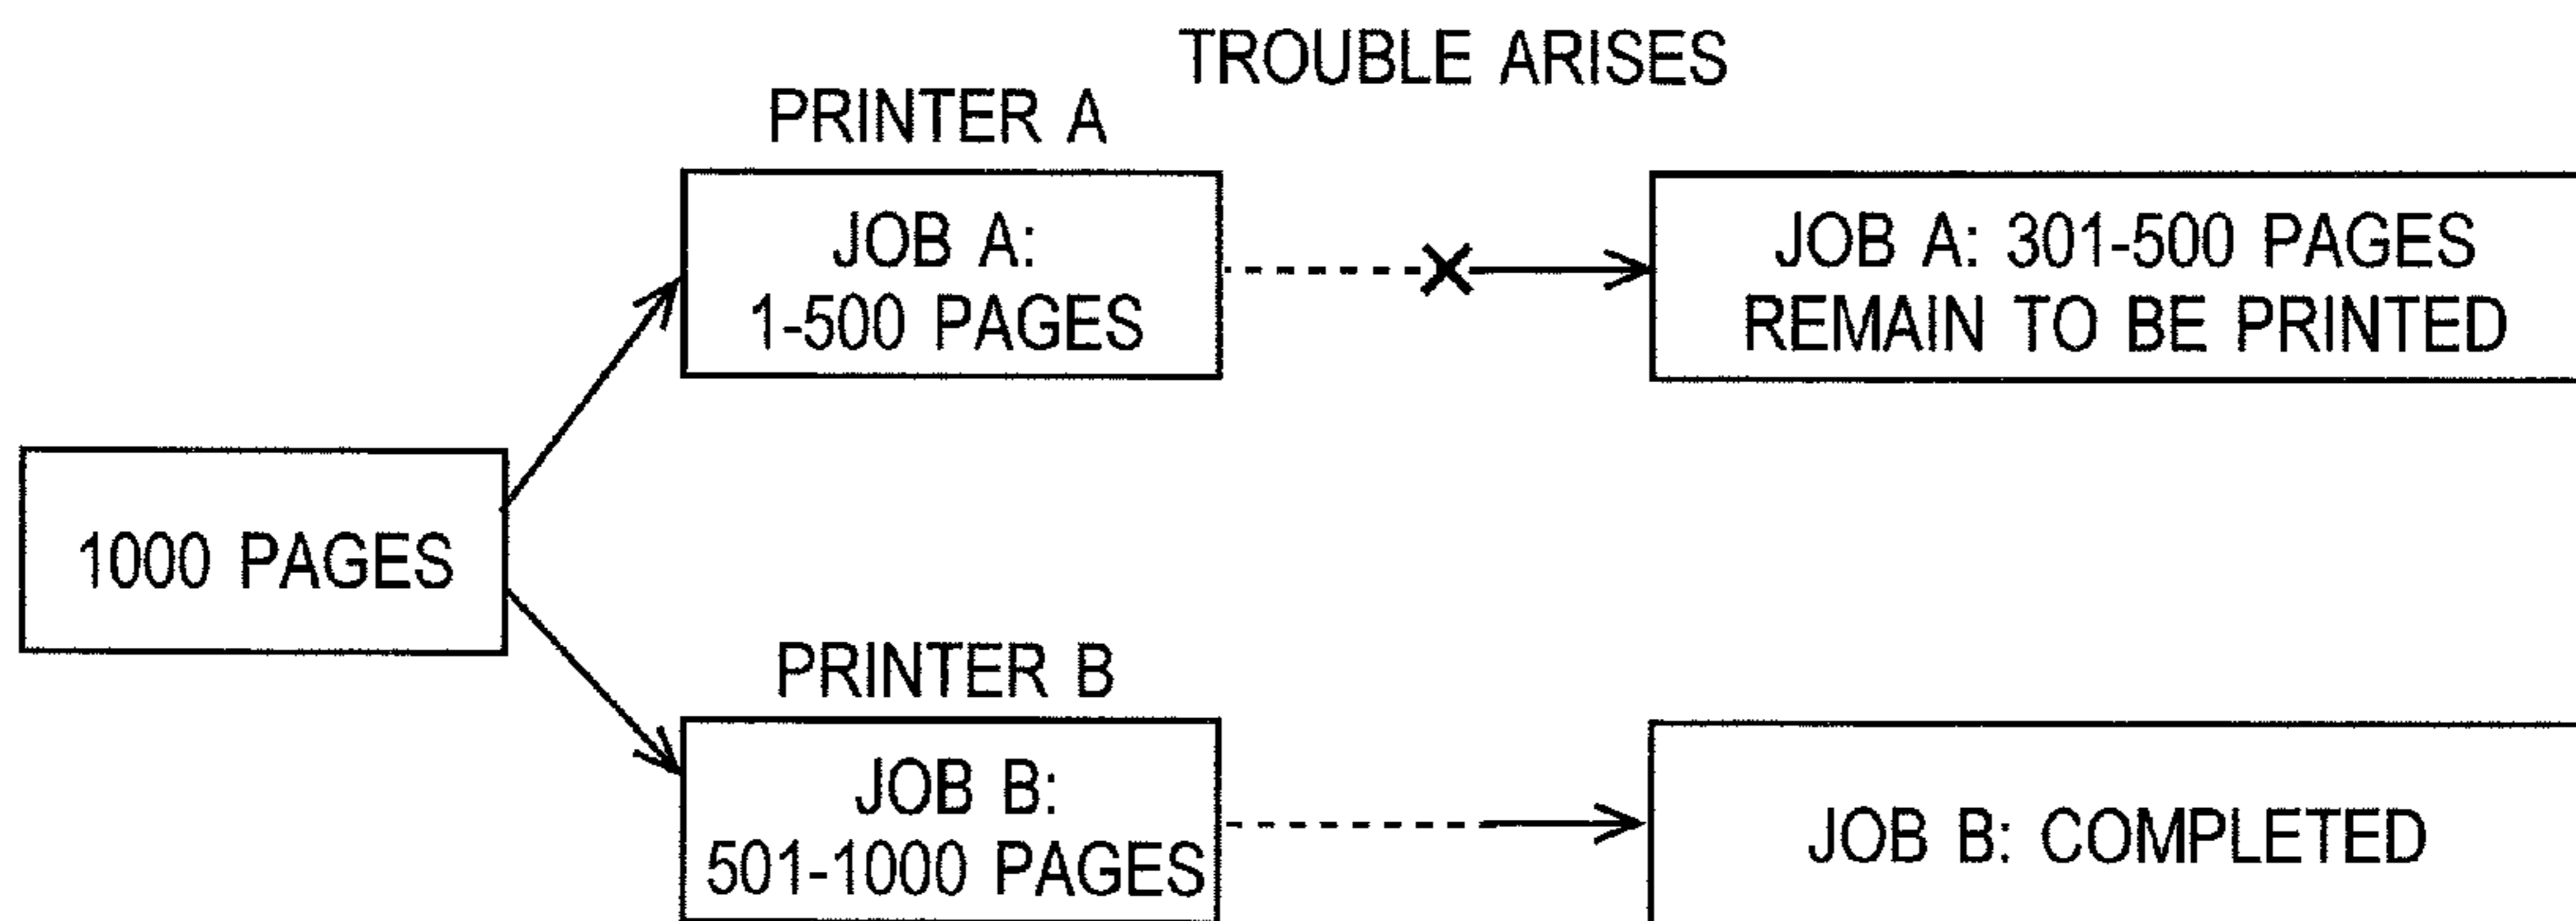 TROUBLE ARISES
PRINTER A
JOB A:
1-500 PAGES
JOB A: 301-500 PAGES
REMAIN TO BE PRINTED
1000 PAGES
PRINTER B
JOB B:
501-1000 PAGES
JOB B: COMPLETED